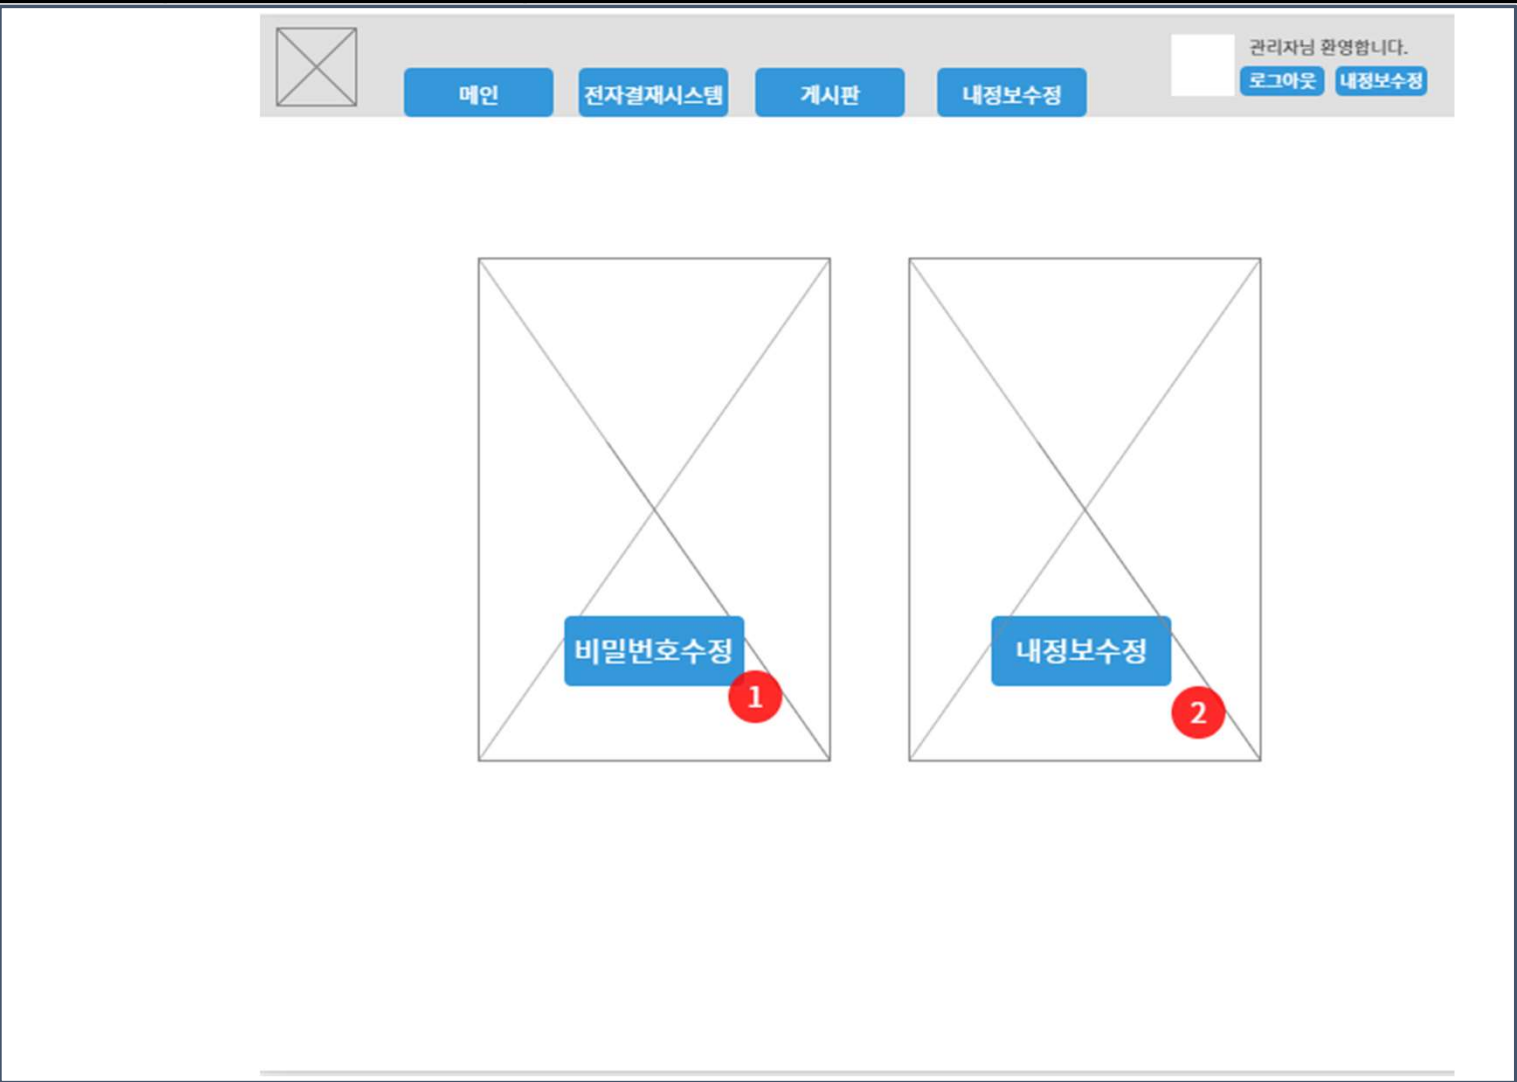 관리자님 환영합니다.
로그아웃 내정보수정
메인 전자결재시스템 게시판 내정보수정
비밀번호수정 내정보수정
1 2